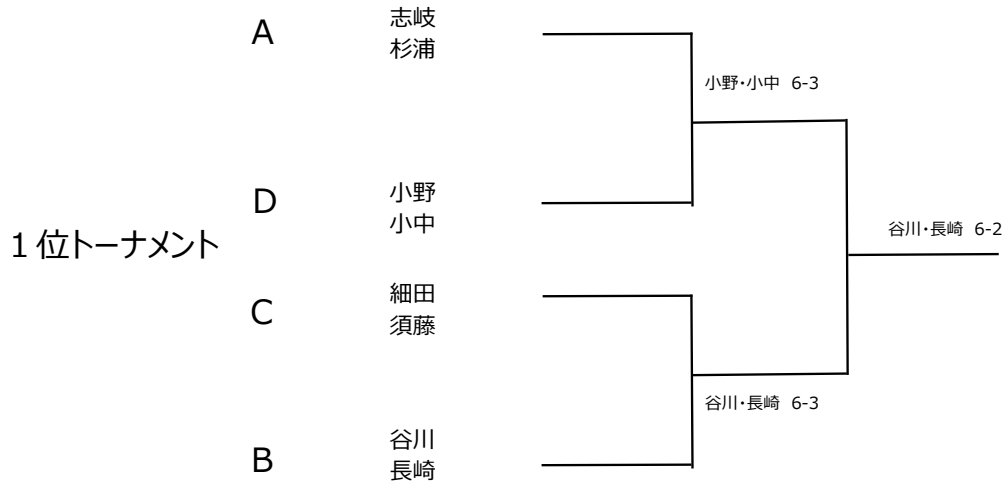 A
志岐
杉浦
小野・小中 6-3
D
小野
小中
1位トーナメント
谷川・長崎 6-2
C
細田
須藤
谷川・長崎 6-3
B
谷川
長崎